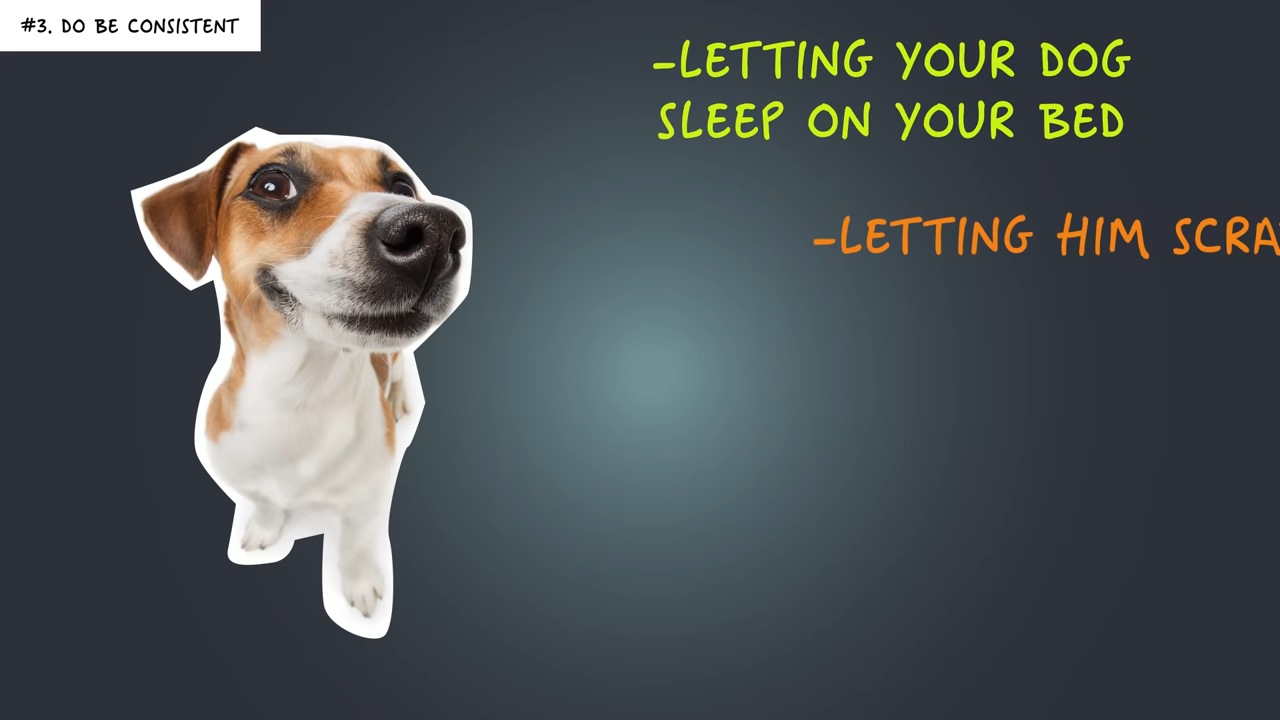 #3. DO BE CONSISTENT
-LETTING YOUR DOG
SLEEP ON YOUR BED
-LETTING HIM